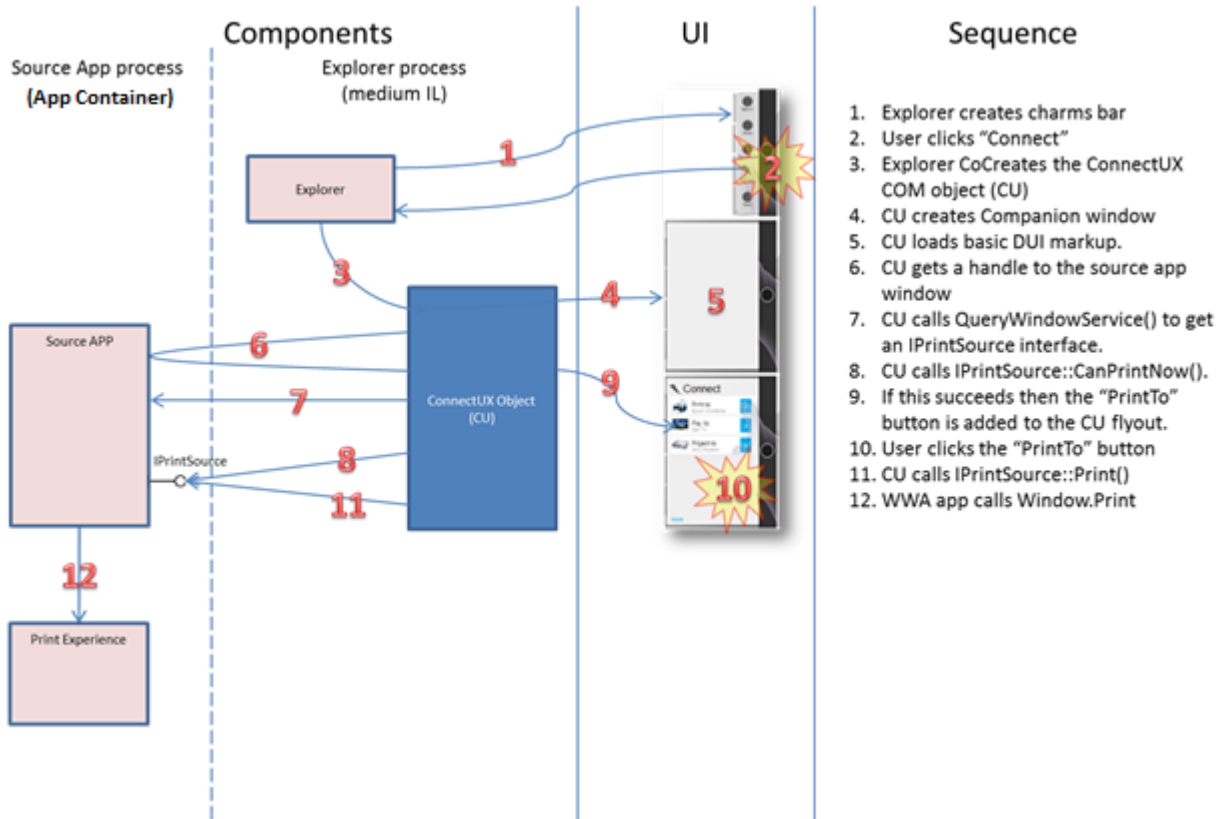 Components
UI
Sequence
Source App process
(App Container)
Explorer process
(medium IL)
Explorer
Source APP
ConnectUX Object
(CU)
IPrintSource
Print Experience
1
2
3
4
5
6
7
8
9
10
11
12
Connect
Print to
Play to
Project to
1. Explorer creates charms bar
2. User clicks “Connect”
3. Explorer CoCreates the ConnectUX
COM object (CU)
4. CU creates Companion window
5. CU loads basic DUI markup.
6. CU gets a handle to the source app
window
7. CU calls QueryWindowService() to get
an IPrintSource interface.
8. CU calls IPrintSource::CanPrintNow().
9. If this succeeds then the “PrintTo”
button is added to the CU flyout.
10. User clicks the “PrintTo” button
11. CU calls IPrintSource::Print()
12. WWA app calls Window.Print